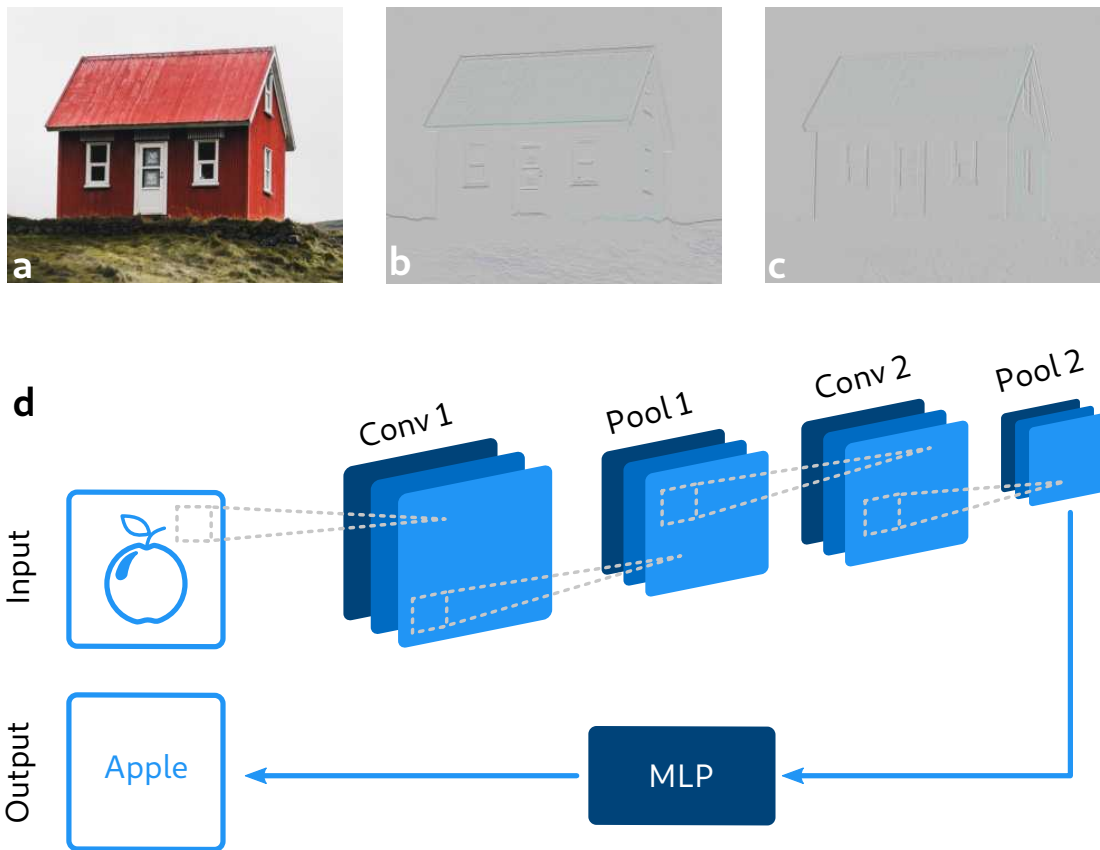 a
b
c
d
Conv 1
Pool 1
Conv 2
Pool 2
Input
Output
Apple
MLP